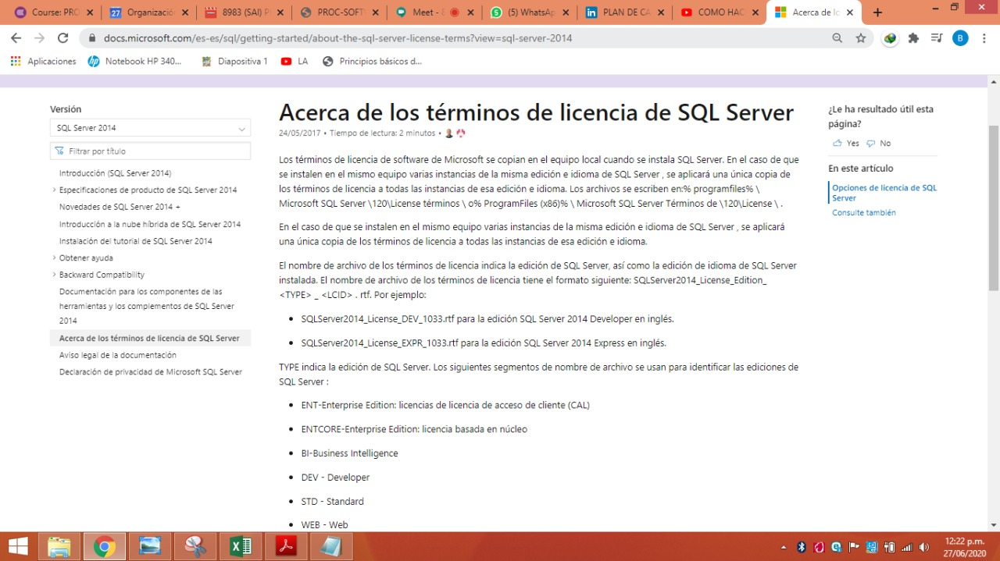 Course: PRO
27 Organizació
8983 (SAI) P
PROC-SOFT
Meet - 8
(5) WhatsAp
PLAN DE CA
COMO HAC
Acerca de lo
docs.microsoft.com/es-es/sql/getting-started/about-the-sql-server-license-terms?view=sql-server-2014
B
Aplicaciones
Notebook HP 340...
Diapositiva 1
LA
Principios básicos d...
Versión
SQL Server 2014
Filtrar por título
Introducción (SQL Server 2014)
Especificaciones de producto de SQL Server 2014
Novedades de SQL Server 2014 +
Introducción a la nube híbrida de SQL Server 2014
Instalación del tutorial de SQL Server 2014
Obtener ayuda
Backward Compatibility
Documentación para los componentes de las
herramientas y los complementos de SQL Server
2014
Acerca de los términos de licencia de SQL Server
Aviso legal de la documentación
Declaración de privacidad de Microsoft SQL Server
Acerca de los términos de licencia de SQL Server
24/05/2017 • Tiempo de lectura: 2 minutos •
Los términos de licencia de software de Microsoft se copian en el equipo local cuando se instala SQL Server. En el caso de que
se instalen en el mismo equipo varias instancias de la misma edición e idioma de SQL Server , se aplicará una única copia de
los términos de licencia a todas las instancias de esa edición e idioma. Los archivos se escriben en:% programfiles% \
Microsoft SQL Server \120\License términos \ o% ProgramFiles (x86)% \ Microsoft SQL Server Términos de \120\License \ .
En el caso de que se instalen en el mismo equipo varias instancias de la misma edición e idioma de SQL Server , se aplicará
una única copia de los términos de licencia a todas las instancias de esa edición e idioma.
El nombre de archivo de los términos de licencia indica la edición de SQL Server, así como la edición de idioma de SQL Server
instalada. El nombre de archivo de los términos de licencia tiene el formato siguiente: SQLServer2014_License_Edition_
<TYPE> _ <LCID> . rtf. Por ejemplo:
• SQLServer2014_License_DEV_1033.rtf para la edición SQL Server 2014 Developer en inglés.
• SQLServer2014_License_EXPR_1033.rtf para la edición SQL Server 2014 Express en inglés.
TYPE indica la edición de SQL Server. Los siguientes segmentos de nombre de archivo se usan para identificar las ediciones de
SQL Server :
• ENT-Enterprise Edition: licencias de licencia de acceso de cliente (CAL)
• ENTCORE-Enterprise Edition: licencia basada en núcleo
• BI-Business Intelligence
• DEV - Developer
• STD - Standard
• WEB - Web
¿Le ha resultado útil esta
página?
Yes No
En este artículo
Opciones de licencia de SQL
Server
Consulte también
12:22 p.m.
27/06/2020